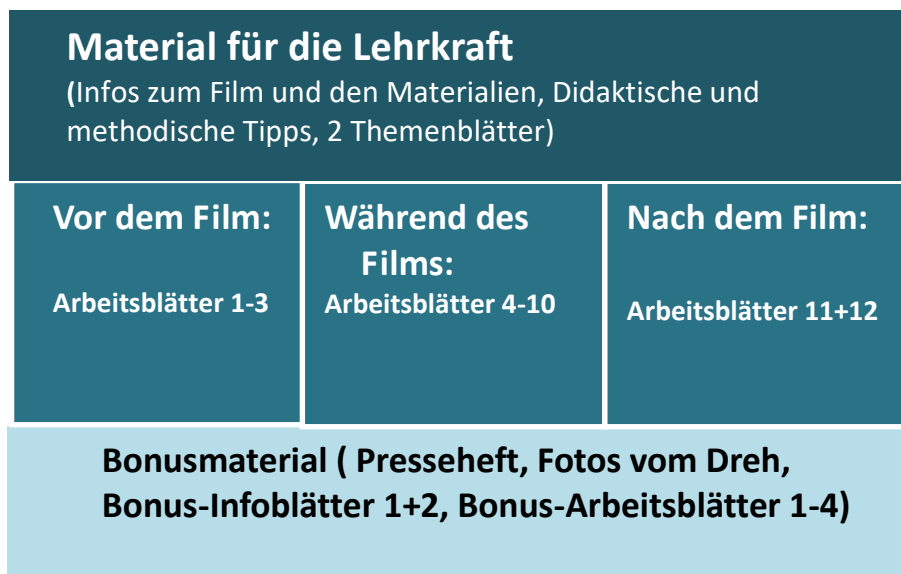 Material für die Lehrkraft
(Infos zum Film und den Materialien, Didaktische und
methodische Tipps, 2 Themenblätter)
Vor dem Film:
Arbeitsblätter 1-3
Während des
Films:
Arbeitsblätter 4-10
Nach dem Film:
Arbeitsblätter 11+12
Bonusmaterial ( Presseheft, Fotos vom Dreh,
Bonus-Infoblätter 1+2, Bonus-Arbeitsblätter 1-4)